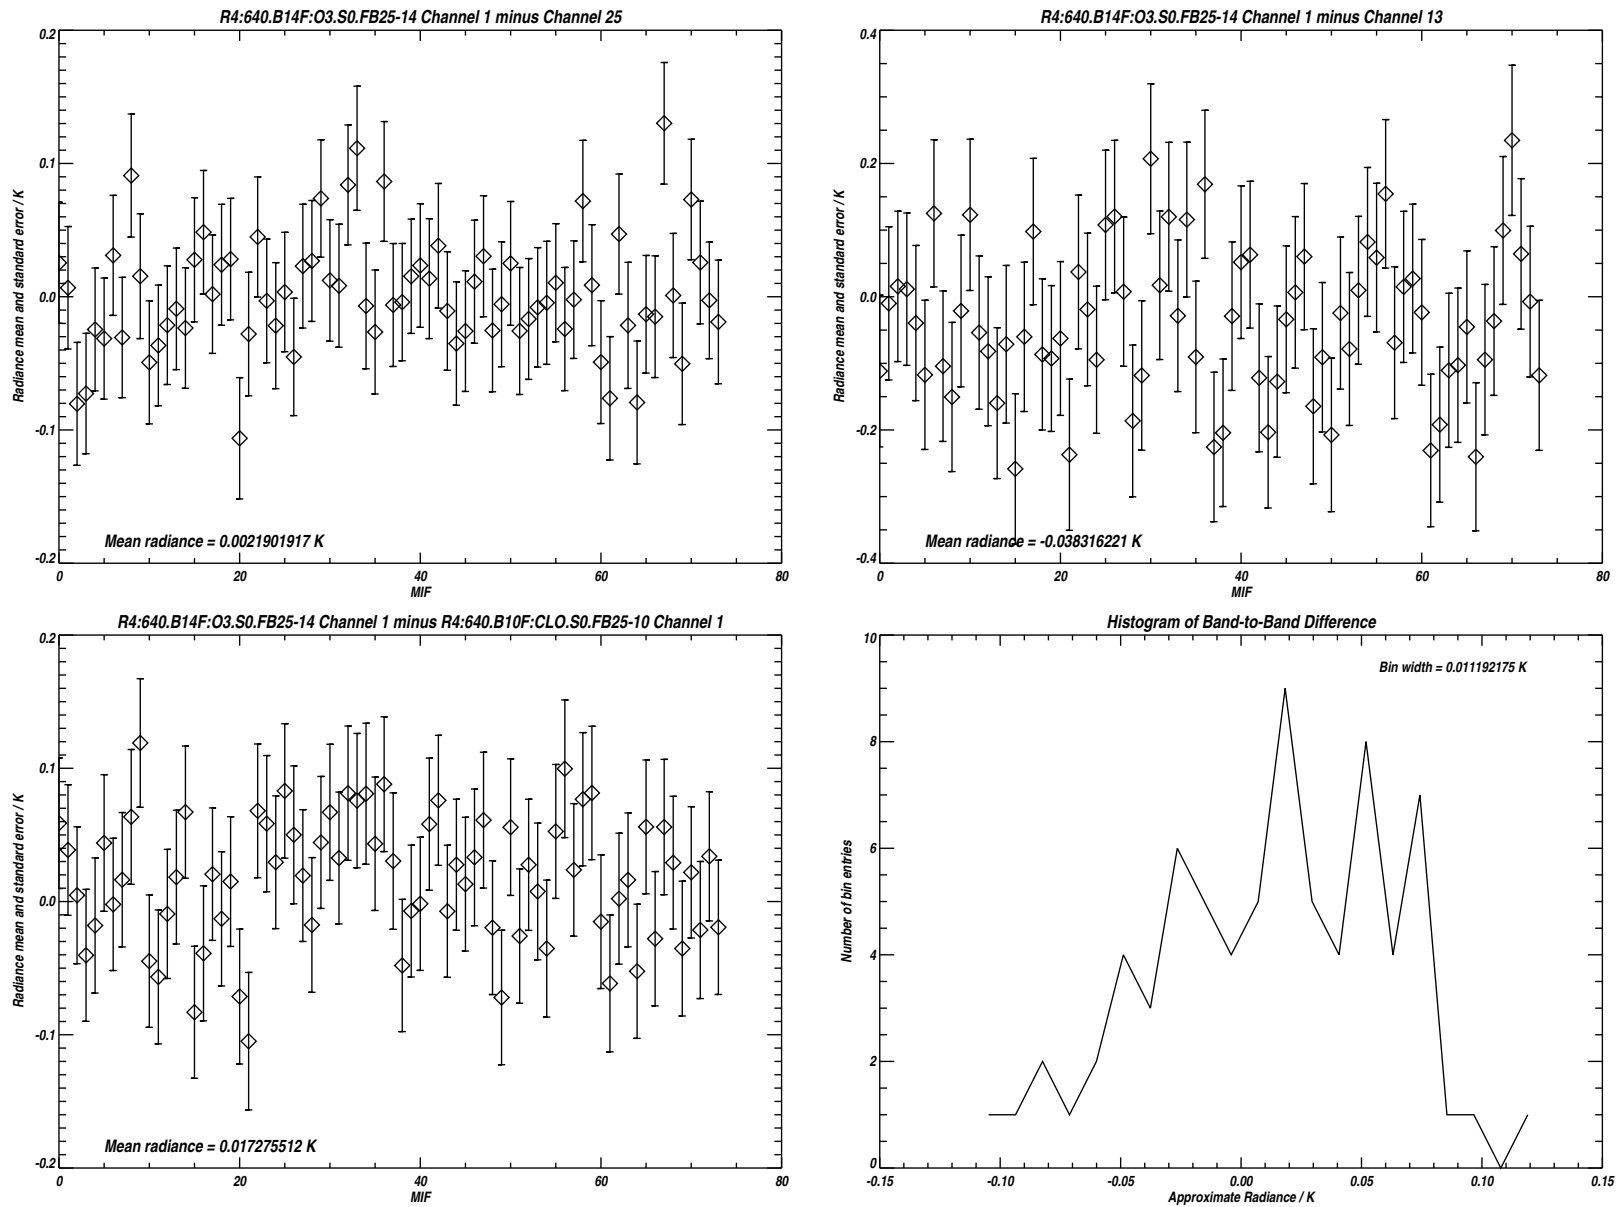 R4:640.B14F:O3.S0.FB25-14 Channel 1 minus Channel 25
0.2
0.1
0.0
-0.1
-0.2
Radiance mean and standard error / K
Mean radiance = 0.0021901917 K
0 20 40 60 80
MIF
R4:640.B14F:O3.S0.FB25-14 Channel 1 minus Channel 13
0.4
0.2
0.0
-0.2
-0.4
Radiance mean and standard error / K
Mean radiance = -0.038316221 K
0 20 40 60 80
MIF
R4:640.B14F:O3.S0.FB25-14 Channel 1 minus R4:640.B10F:CLO.S0.FB25-10 Channel 1
0.2
0.1
0.0
-0.1
-0.2
Radiance mean and standard error / K
Mean radiance = 0.017275512 K
0 20 40 60 80
MIF
Histogram of Band-to-Band Difference
Bin width = 0.011192175 K
10
8
6
4
2
0
Number of bin entries
-0.15 -0.10 -0.05 0.00 0.05 0.10 0.15
Approximate Radiance / K